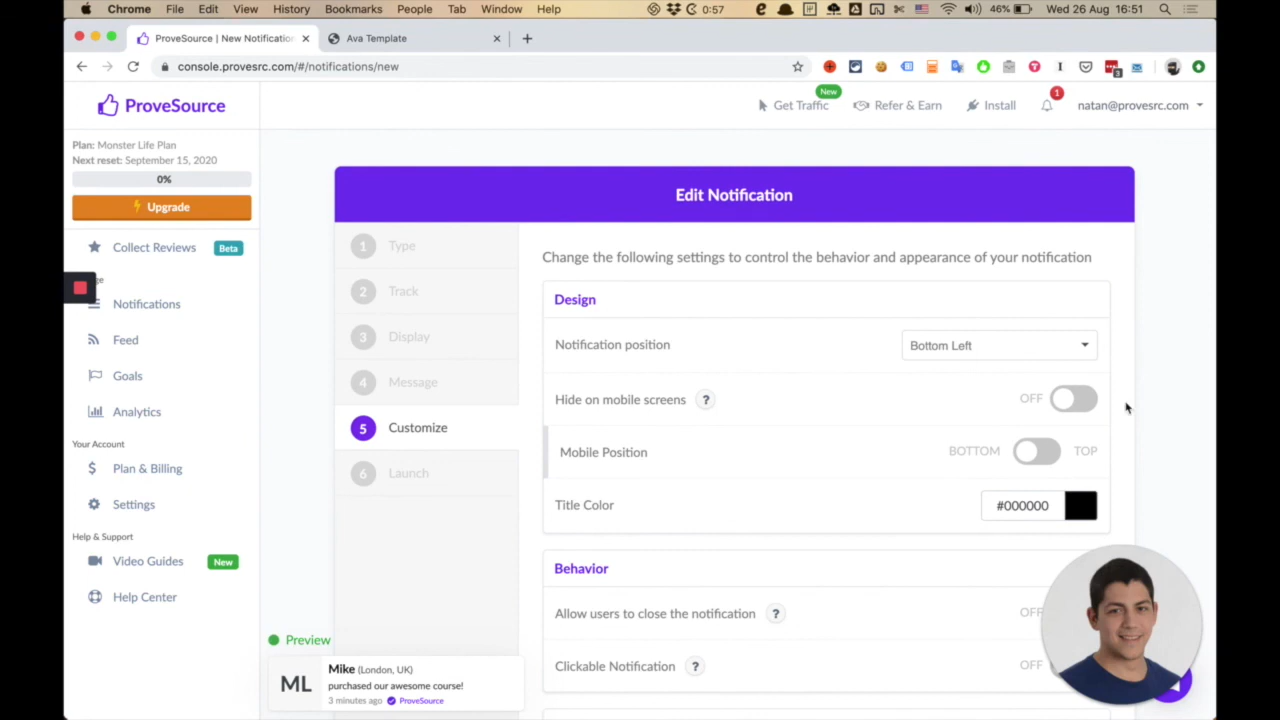 Chrome File Edit View History Bookmarks People Tab Window Help 0:57 46% Wed 26 Aug 16:51
ProveSource | New Notification Ava Template
console.provesrc.com/#/notifications/new
ProveSource
Get Traffic New Refer & Earn Install 1 natan@provesrc.com
Plan: Monster Life Plan
Next reset: September 15, 2020
0%
Upgrade
Collect Reviews Beta
Notifications
Feed
Goals
Analytics
Your Account
Plan & Billing
Settings
Help & Support
Video Guides New
Help Center
Edit Notification
1 Type
2 Track
3 Display
4 Message
5 Customize
6 Launch
Change the following settings to control the behavior and appearance of your notification
Design
Notification position Bottom Left
Hide on mobile screens ? OFF
Mobile Position BOTTOM TOP
Title Color #000000
Behavior
Allow users to close the notification ? OFF
Clickable Notification ? OFF
Preview
ML
Mike (London, UK)
purchased our awesome course!
3 minutes ago ProveSource